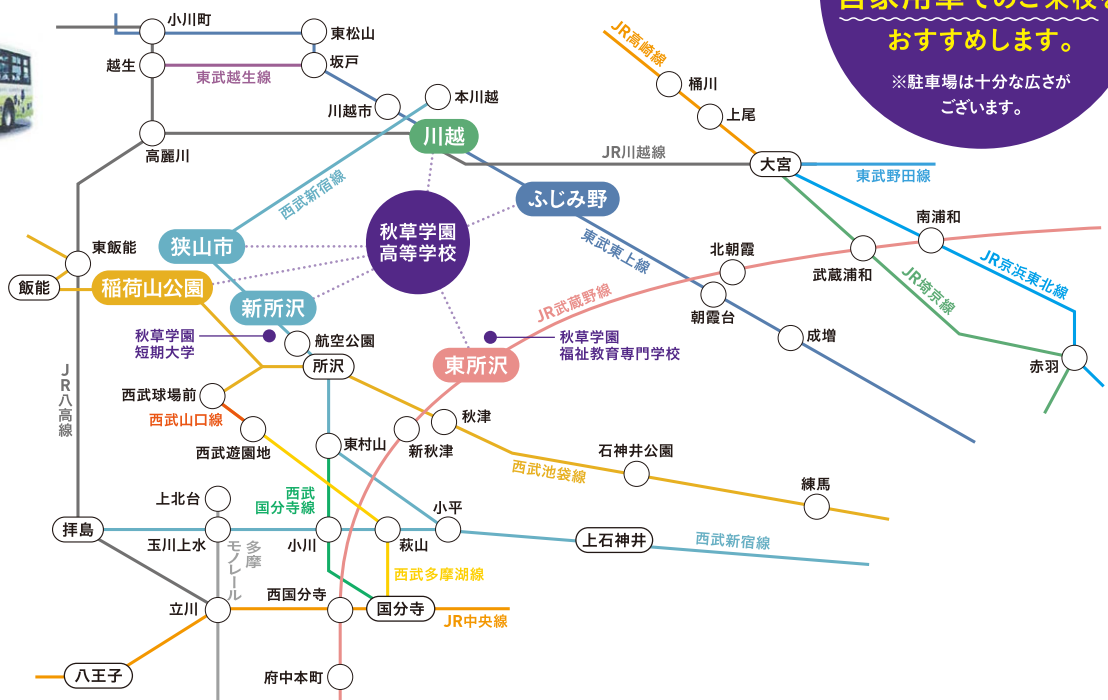 自家用車でのご来校を
おすすめします。
※駐車場は十分な広さが
ございます。
小川町
東松山
越生
東武越生線
坂戸
川越市
本川越
高麗川
川越
JR高崎線
桶川
上尾
JR川越線
大宮
東武野田線
西武新宿線
ふじみ野
秋草学園
高等学校
狭山市
東飯能
飯能
稲荷山公園
新所沢
東武東上線
北朝霞
南浦和
武蔵浦和
JR京浜東北線
JR埼京線
JR武蔵野線
朝霞台
成増
赤羽
秋草学園
短期大学
航空公園
所沢
秋草学園
福祉教育専門学校
東所沢
JR八高線
西武球場前
西武山口線
西武遊園地
秋津
新秋津
東村山
西武池袋線
石神井公園
練馬
上北台
西武
国分寺線
小平
拝島
玉川上水
小川
萩山
上石神井
西武新宿線
多摩
モノレール
西武多摩湖線
立川
西国分寺
国分寺
JR中央線
八王子
府中本町